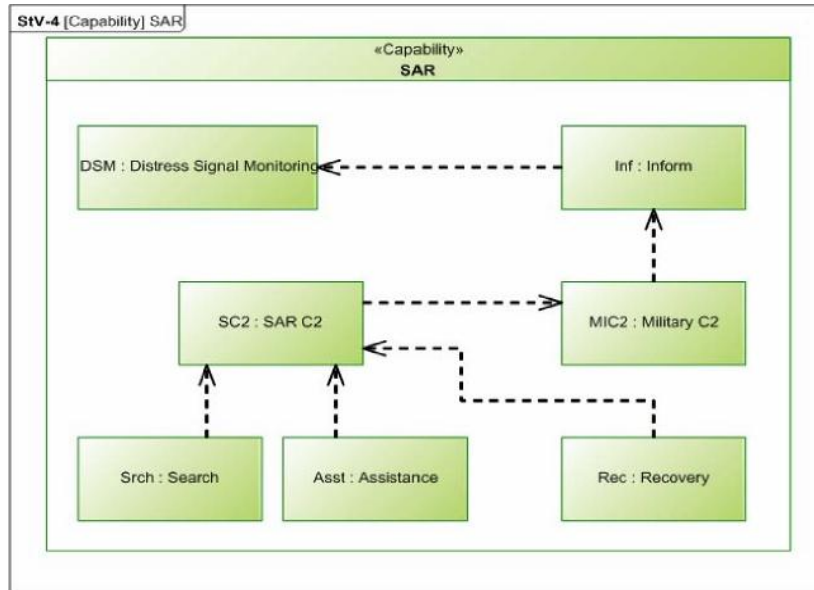 StV-4 [Capability] SAR
«Capability»
SAR
DSM : Distress Signal Monitoring
Inf : Inform
SC2 : SAR C2
MIC2 : Military C2
Srch : Search
Asst : Assistance
Rec : Recovery